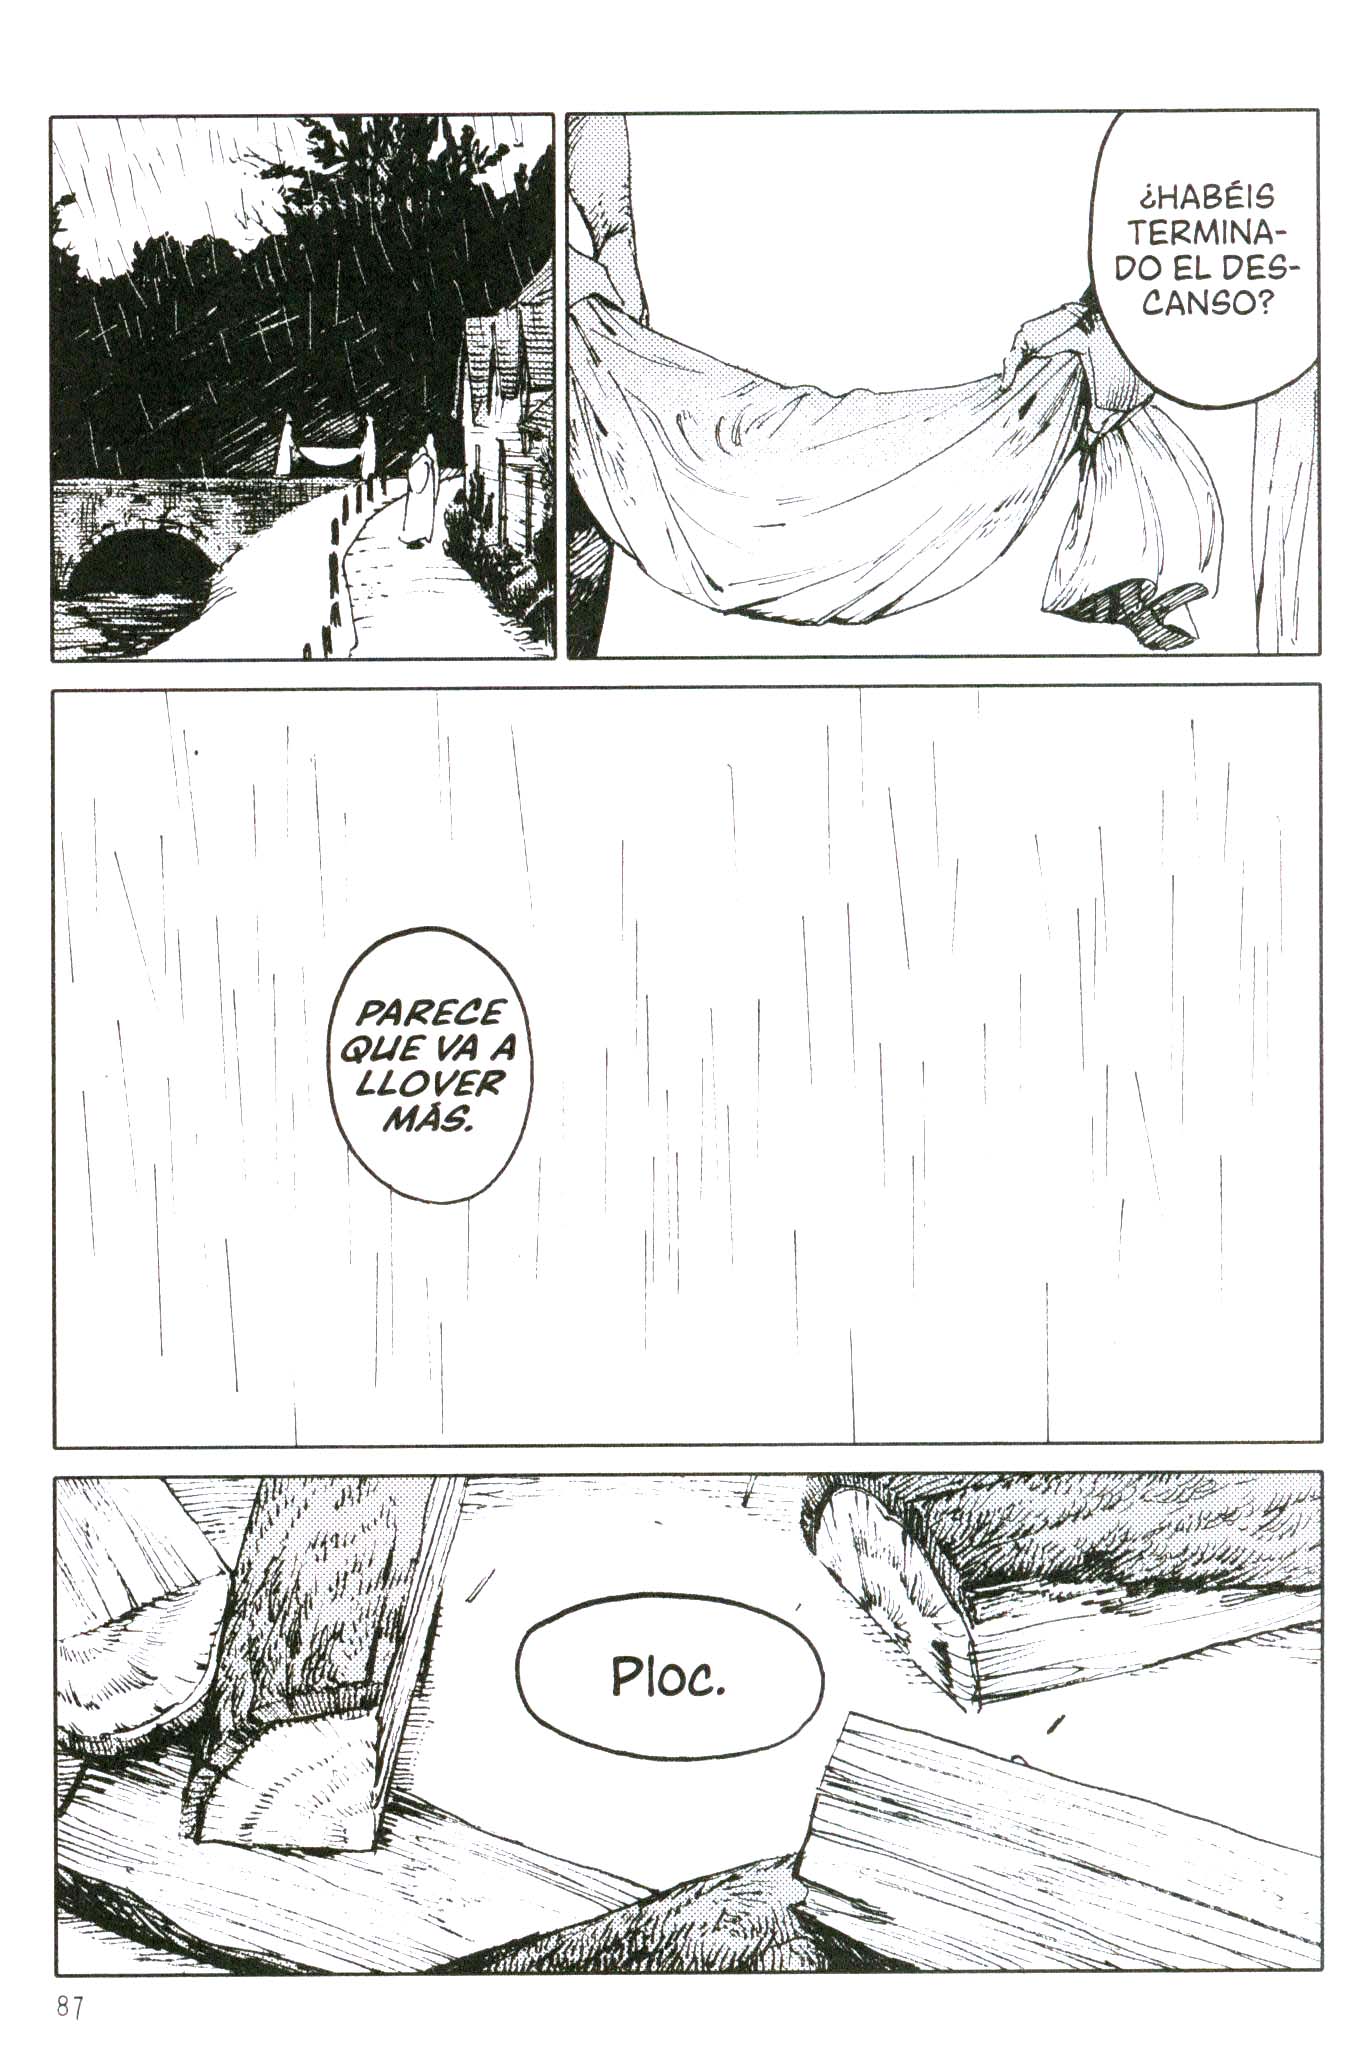 ¿HABÉIS
TERMINA-
DO EL DES-
CANSO?
PARECE
QUE VA A
LLOVER
MÁS.
Ploc.
87